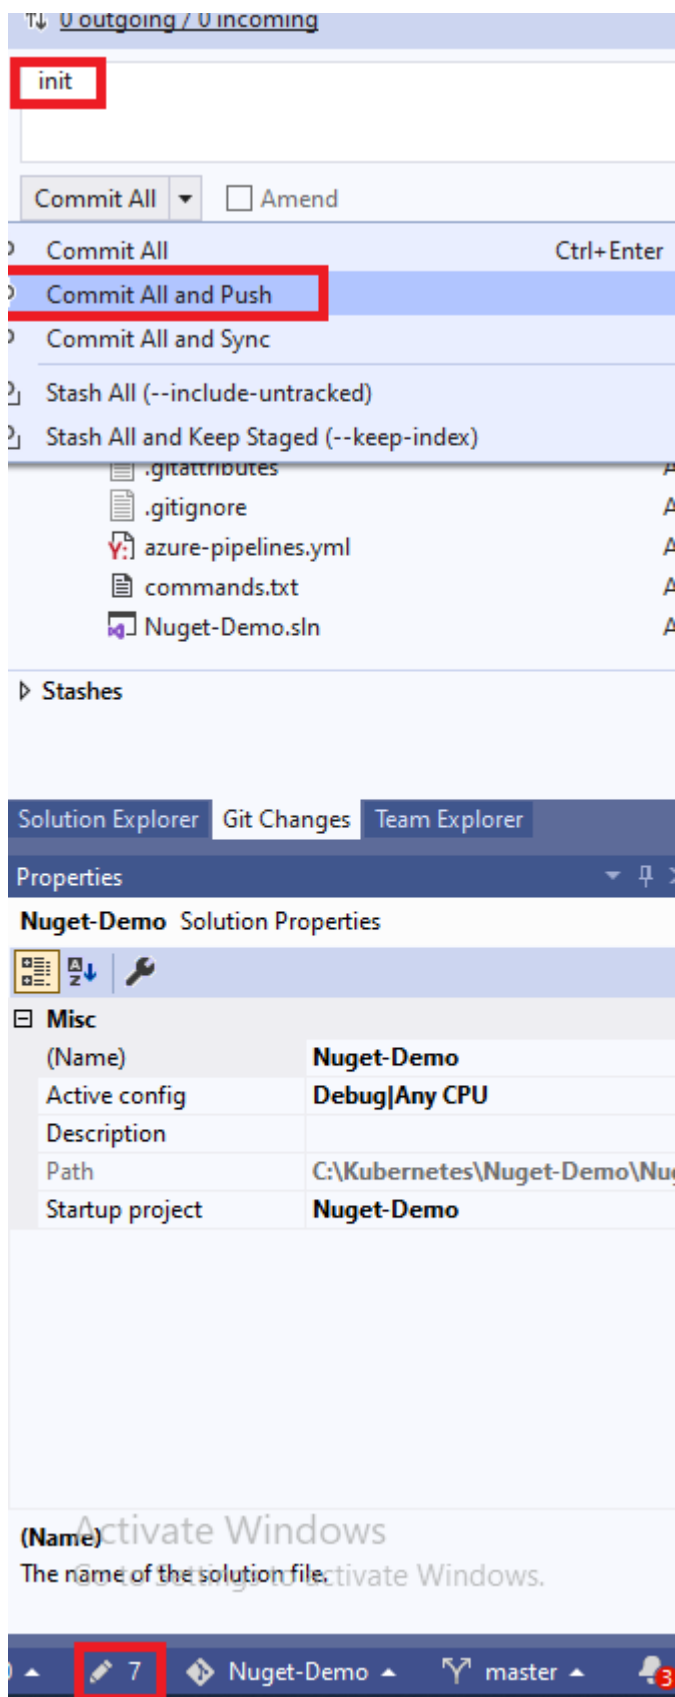 0 outgoing / 0 incoming
init
Commit All Amend
Commit All Ctrl+Enter
Commit All and Push
Commit All and Sync
Stash All (--include-untracked)
Stash All and Keep Staged (--keep-index)
.gitattributes A
.gitignore A
azure-pipelines.yml A
commands.txt A
Nuget-Demo.sln A
Stashes
Solution Explorer Git Changes Team Explorer
Properties
Nuget-Demo Solution Properties
Misc
(Name) Nuget-Demo
Active config Debug|Any CPU
Description
Path C:\Kubernetes\Nuget-Demo\Nug
Startup project Nuget-Demo
Activate Windows
(Name)
Go to Settings to activate Windows.
The name of the solution file.
7 Nuget-Demo master 3